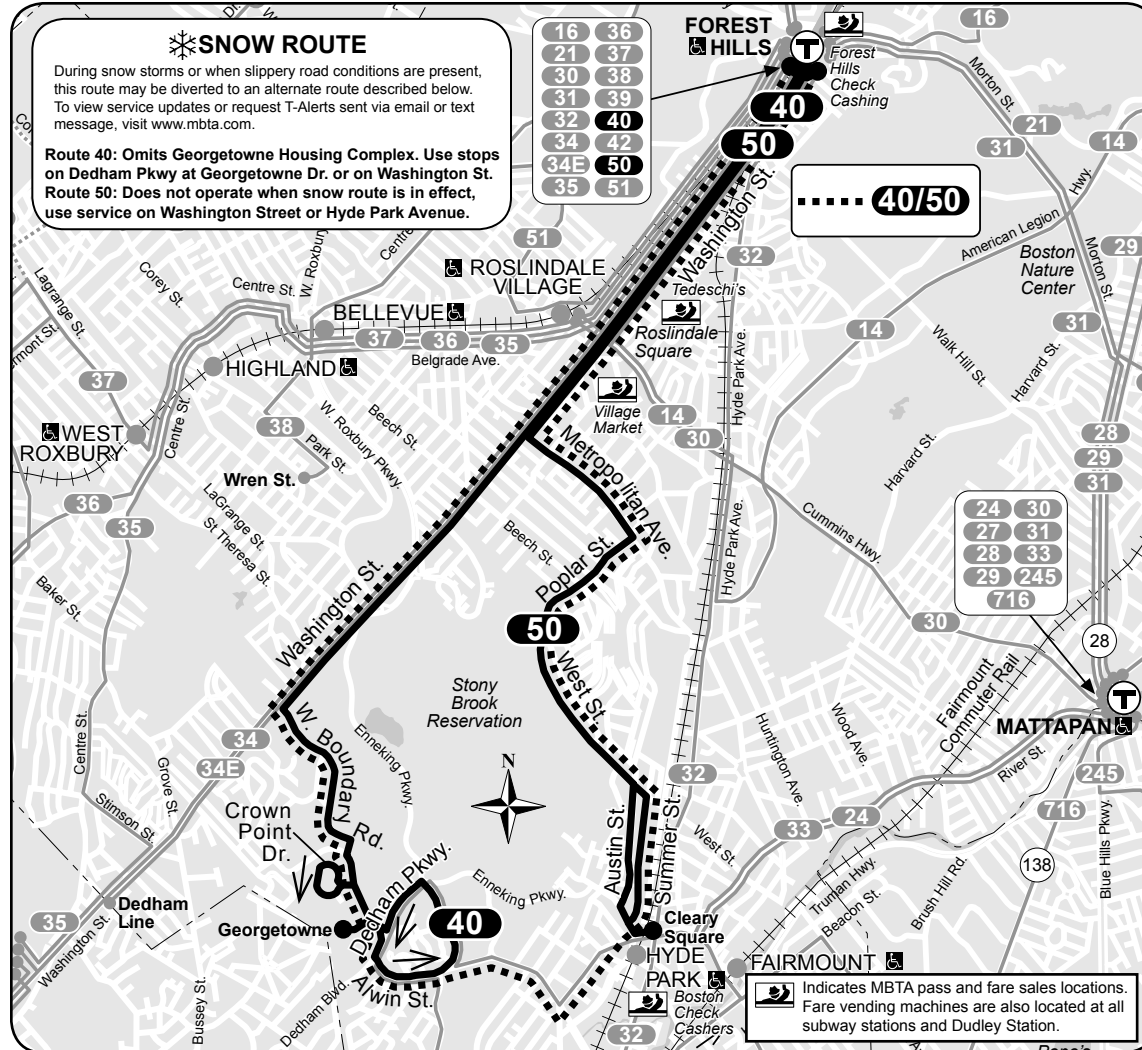 SNOW ROUTE
During snow storms or when slippery road conditions are present,
this route may be diverted to an alternate route described below.
To view service updates or request T-Alerts sent via email or text
message, visit www.mbta.com.
Route 40: Omits Georgetowne Housing Complex. Use stops
on Dedham Pkwy at Georgetowne Dr. or on Washington St.
Route 50: Does not operate when snow route is in effect,
use service on Washington Street or Hyde Park Avenue.
16 36
21 37
30 38
31 39
32 40
34 42
34E 50
35 51
FOREST
HILLS
T
Forest
Hills
Check
Cashing
16
Morton St.
21
31
14
40
50
Washington St.
40/50
American Legion
Hwy.
Boston
Nature
Center
Morton St.
29
51
32
Centre
W. Roxbury
Centre St.
Corey St.
Lagrange St.
ROSLINDALE
VILLAGE
Tedeschi's
Roslindale
Square
BELLEVUE
37
36
35
Belgrade Ave.
HIGHLAND
37
WEST
ROXBURY
Centre St.
38
Park St.
Wren St.
W. Roxbury Pkwy.
Beech St.
Village
Market
14
30
Hyde Park Ave.
14
Walk Hill St.
Harvard St.
31
Harvard St.
28
29
31
36
35
LaGrange St.
St Theresa St.
Baker St.
Metropolitan Ave.
Beech St.
Poplar St.
50
Hyde Park Ave.
Cummins Hwy.
24 30
27 31
28 33
29 245
716
30
28
T
MATTAPAN
Fairmount
Commuter Rail
River St.
Washington St.
West St.
Stony
Brook
Reservation
Enneking Pkwy.
N
W Boundary
Rd.
34
34E
Centre St.
Grove St.
Stimson St.
Crown
Point
Dr.
Huntington Ave.
Wood Ave.
32
West St.
33
24
245
716
138
Blue Hills Pkwy.
Austin St.
Summer St.
Truman Hwy.
Beacon St.
Brush Hill Rd.
Dedham Pkwy.
Enneking Pkwy.
40
Georgetowne
Dedham
Line
35
Washington St.
Alwin St.
Bussey St.
Dedham Blvd.
Cleary
Square
HYDE
PARK
Boston
Check
Cashers
32
FAIRMOUNT
Indicates MBTA pass and fare sales locations.
Fare vending machines are also located at all
subway stations and Dudley Station.